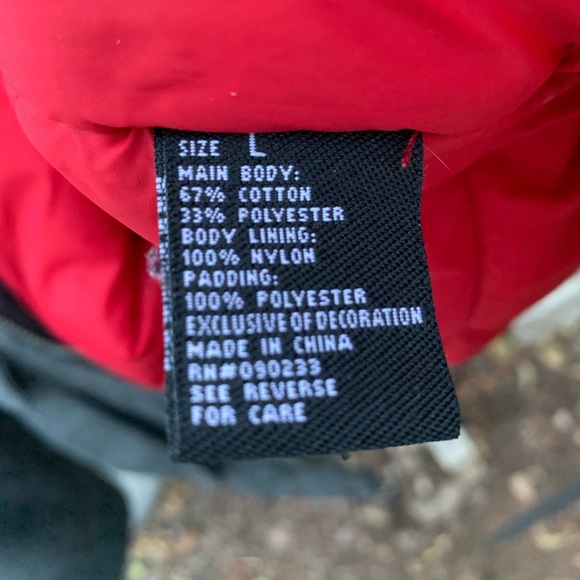 SIZE L
MAIN BODY:
67% COTTON
33% POLYESTER
BODY LINING:
100% NYLON
PADDING:
100% POLYESTER
EXCLUSIVE OF DECORATION
MADE IN CHINA
RN#090233
SEE REVERSE
FOR CARE